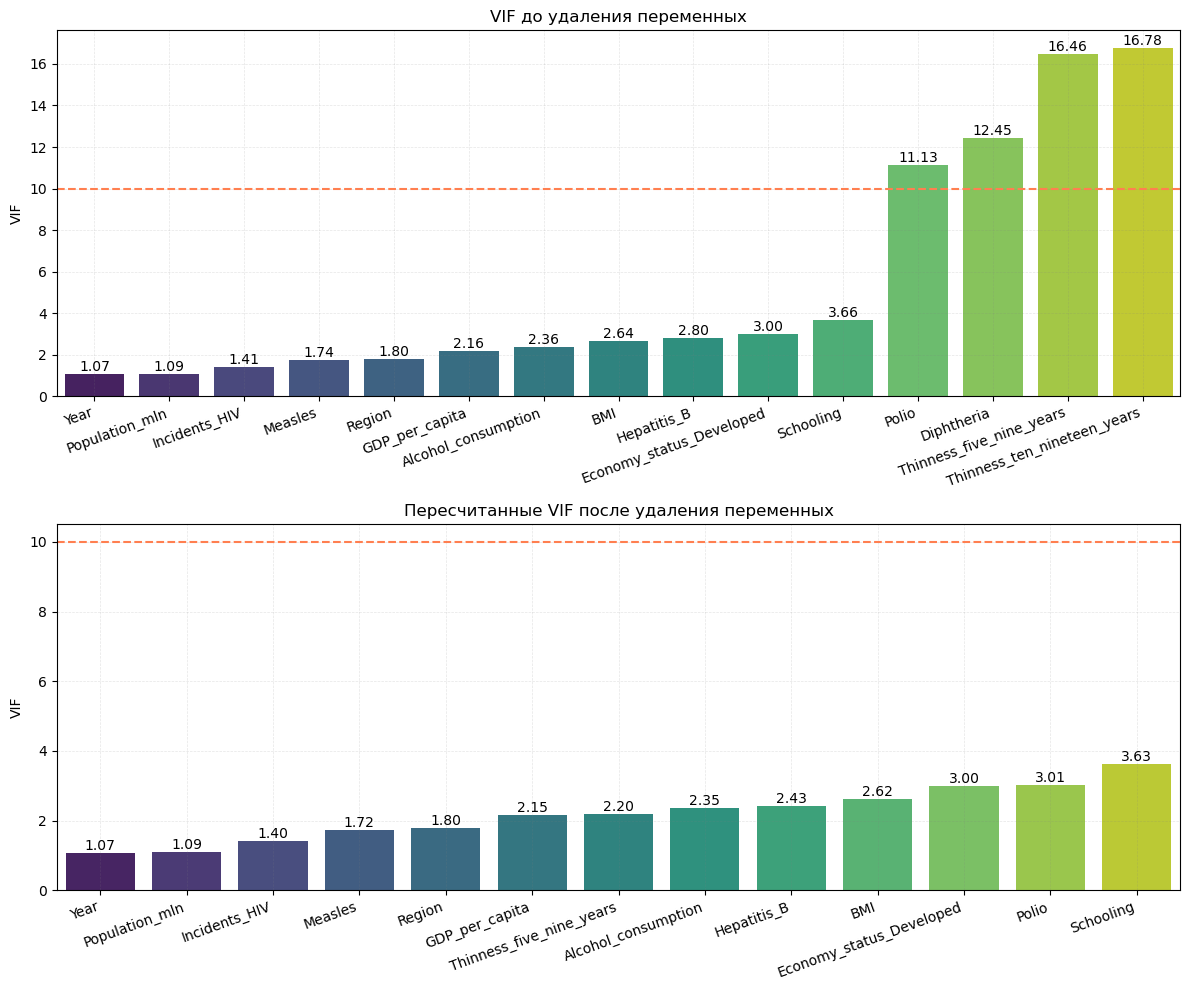 VIF до удаления переменных
VIF
16
14
12
10
8
6
4
2
0
1.07
1.09
1.41
1.74
1.80
2.16
2.36
2.64
2.80
3.00
3.66
11.13
12.45
16.46
16.78
Year
Population_mln
Incidents_HIV
Measles
Region
GDP_per_capita
Alcohol_consumption
BMI
Hepatitis_B
Economy_status_Developed
Schooling
Polio
Diphtheria
Thinness_five_nine_years
Thinness_ten_nineteen_years
Пересчитанные VIF после удаления переменных
VIF
10
8
6
4
2
0
1.07
1.09
1.40
1.72
1.80
2.15
2.20
2.35
2.43
2.62
3.00
3.01
3.63
Year
Population_mln
Incidents_HIV
Measles
Region
GDP_per_capita
Thinness_five_nine_years
Alcohol_consumption
Hepatitis_B
BMI
Economy_status_Developed
Polio
Schooling